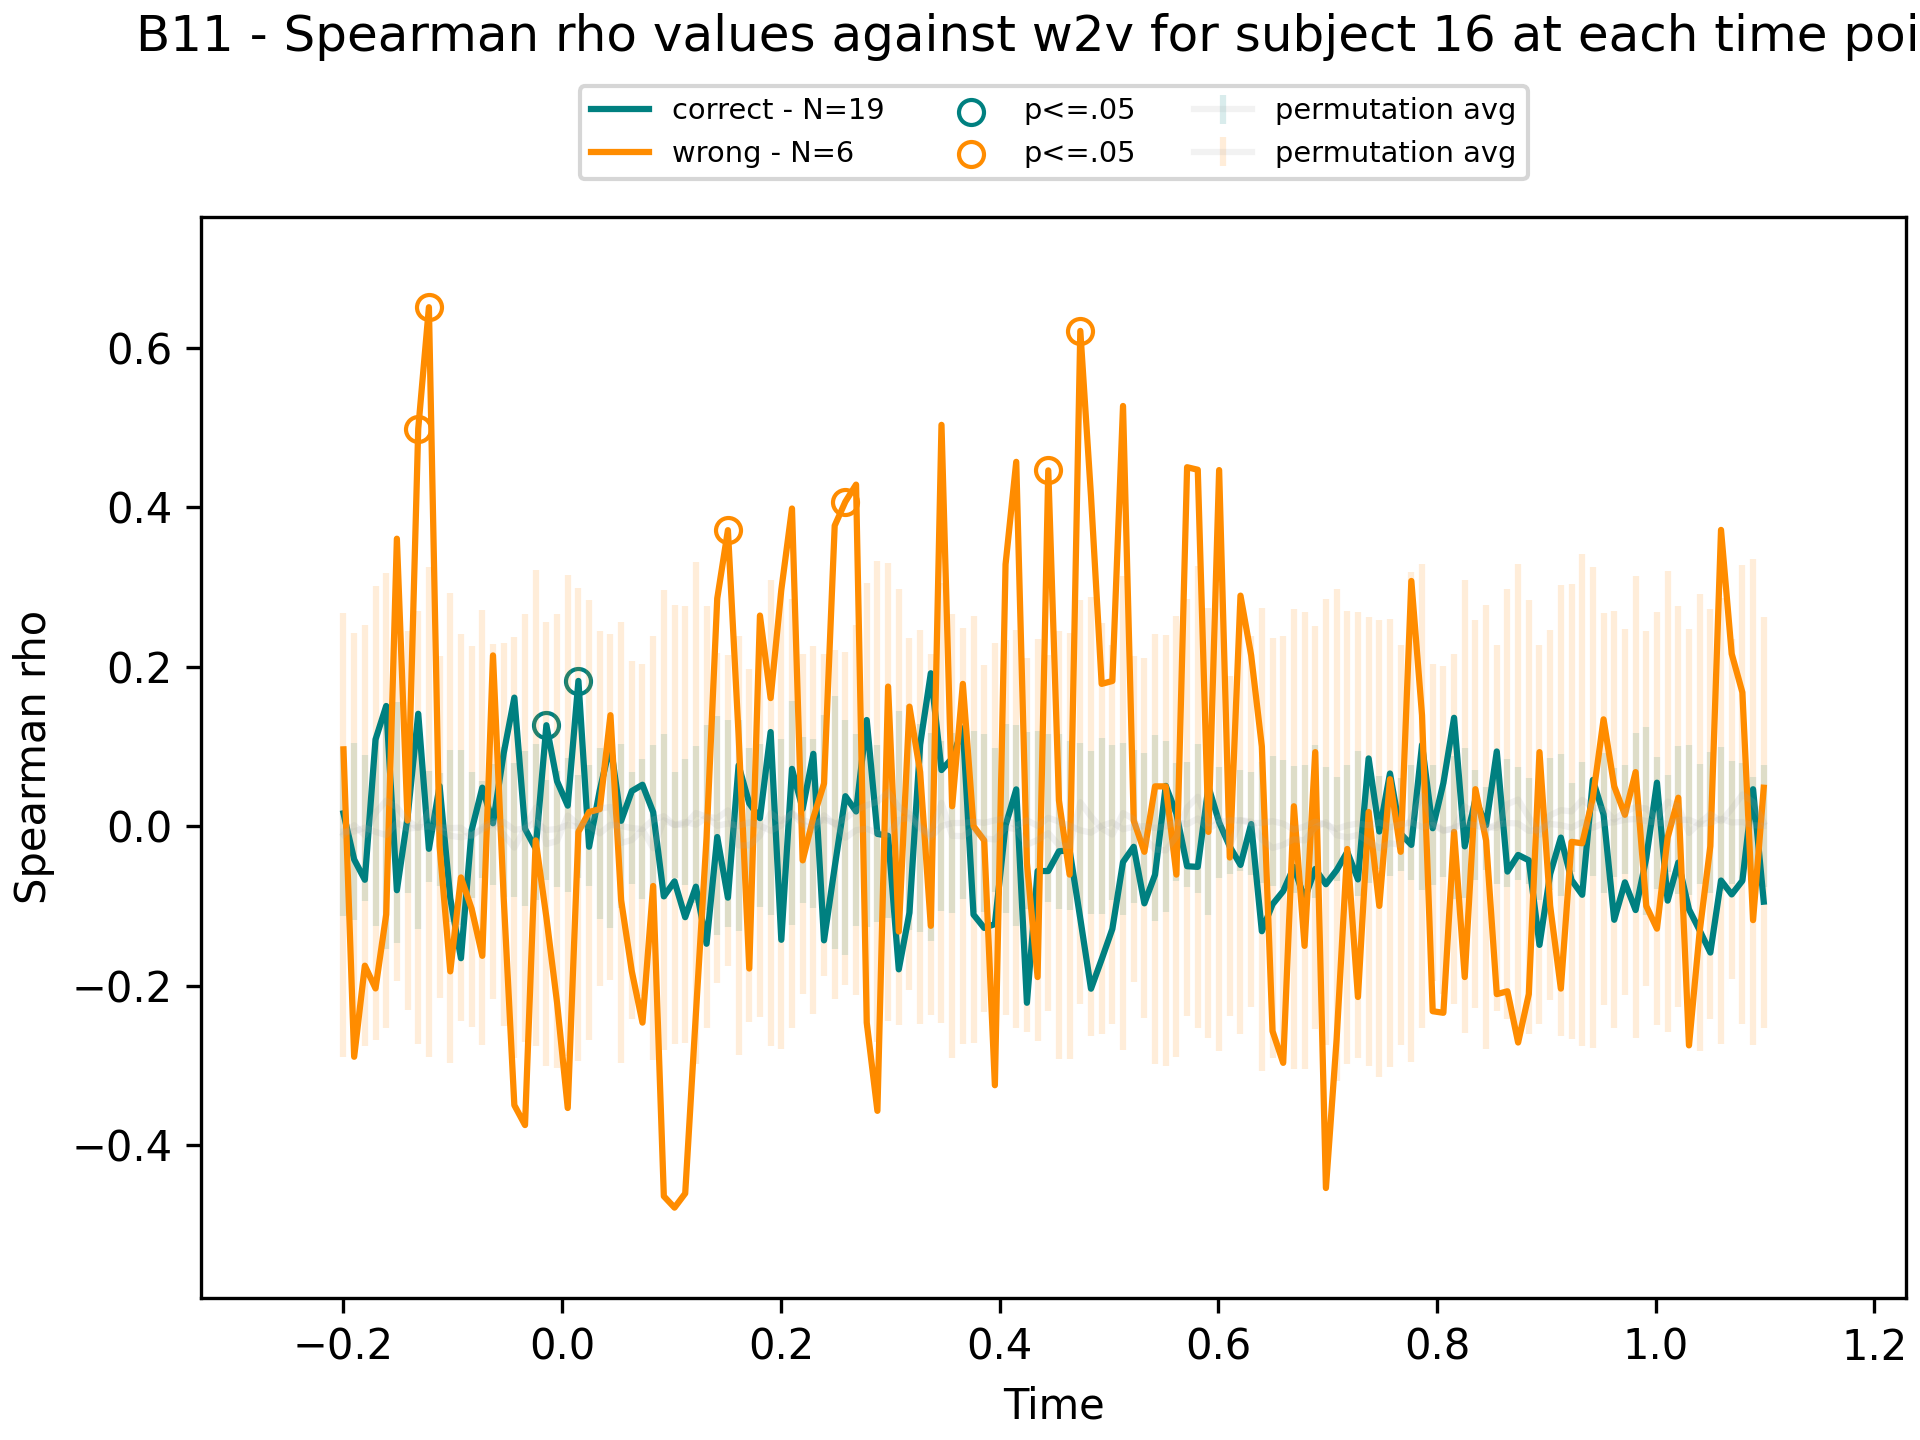 B11 - Spearman rho values against w2v for subject 16 at each time poi
correct - N=19
wrong - N=6
p<=.05
p<=.05
permutation avg
permutation avg
Spearman rho
0.6
0.4
0.2
0.0
−0.2
−0.4
−0.2 0.0 0.2 0.4 0.6 0.8 1.0 1.2
Time